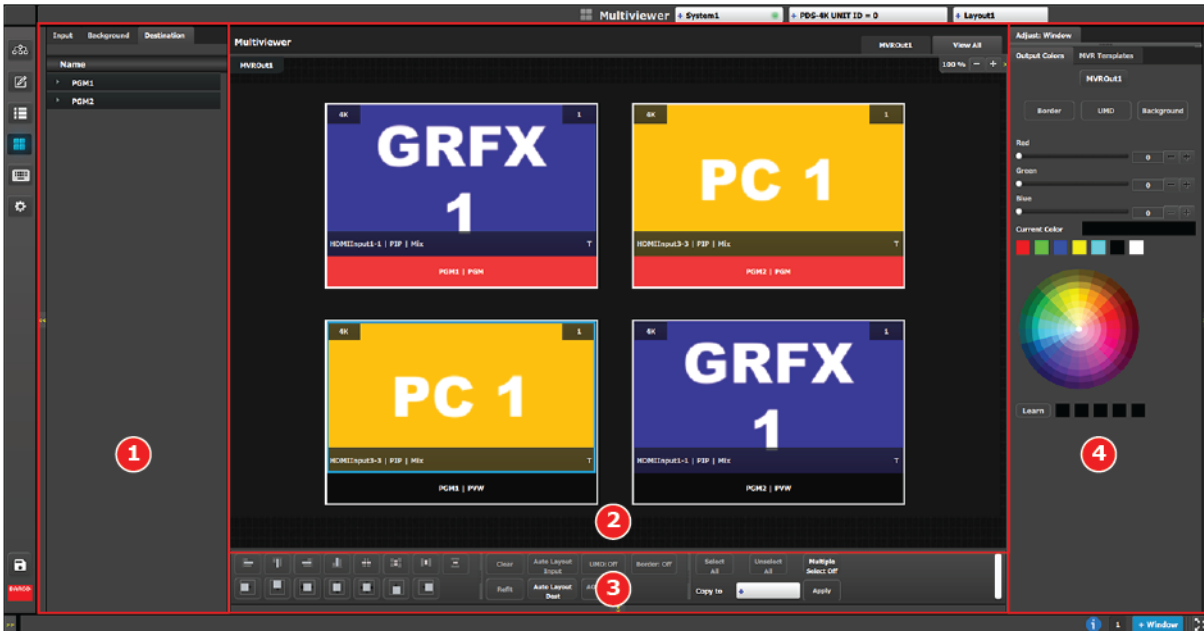 Multiviewer
+ System1
+ PDS-4K UNIT ID = 0
+ Layout1
Input Background Destination
Name
PGM1
PGM2
1
Multiviewer
MVROut1 View All
MVROut1
100 % − +
4K 1
GRFX
1
HDMIInput1-1 | PIP | Mix T
PGM1 | PGM
4K 1
PC 1
HDMIInput3-3 | PIP | Mix T
PGM2 | PGM
4K 1
PC 1
HDMIInput3-3 | PIP | Mix T
PGM1 | PVW
4K 1
GRFX
1
HDMIInput1-1 | PIP | Mix T
PGM2 | PVW
2
Clear
Auto Layout
Input
UMD: Off
Border: Off
Select
All
Unselect
All
Multiple
Select Off
Refit
Auto Layout
Dest
3
Copy to
+
Apply
Adjust: Window
Output Colors MVR Templates
MVROut1
Border UMD Background
Red
0 − +
Green
0 − +
Blue
0 − +
Current Color
Learn
4
BARCO
i 1 + Window